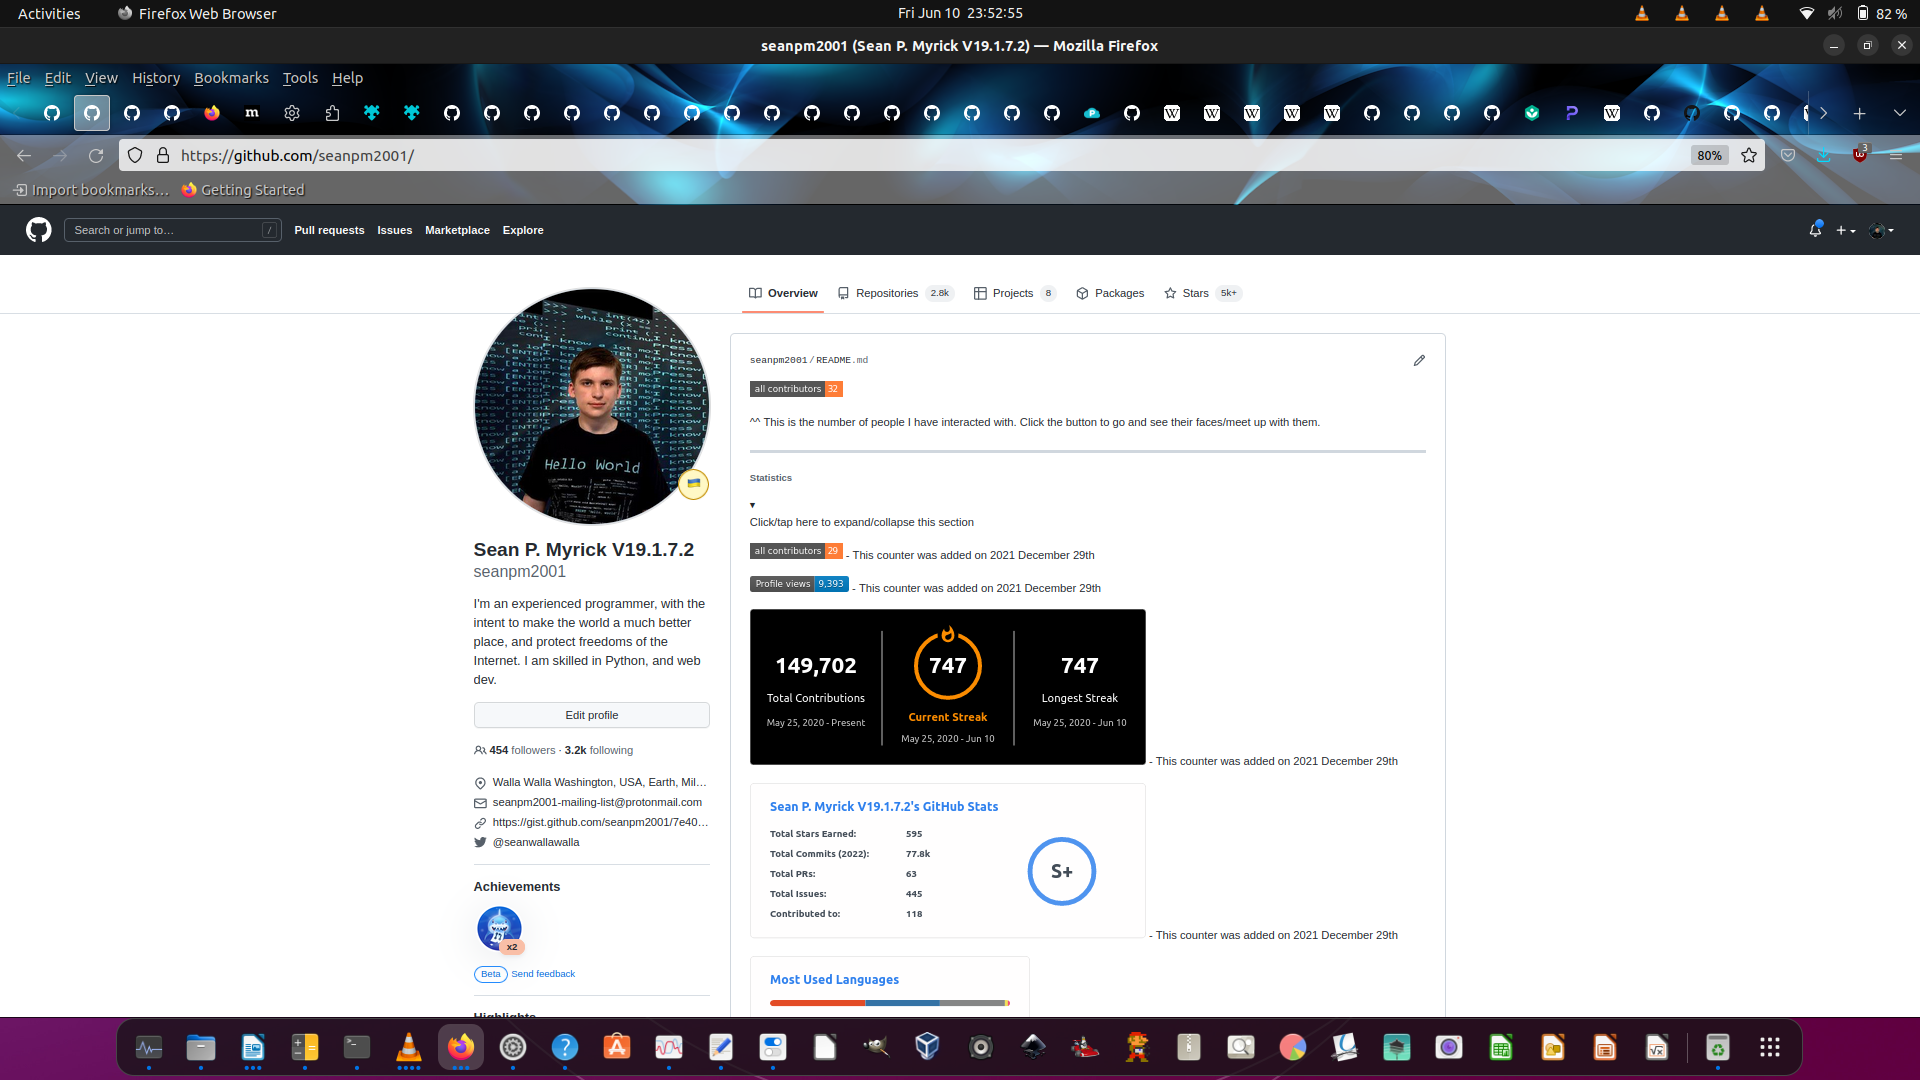 Activities
Firefox Web Browser
Fri Jun 10  23:52:55
82 %
seanpm2001 (Sean P. Myrick V19.1.7.2) — Mozilla Firefox
File Edit View History Bookmarks Tools Help
https://github.com/seanpm2001/
80%
3
Import bookmarks…
Getting Started
Search or jump to…
/
Pull requests
Issues
Marketplace
Explore
Overview
Repositories 2.8k
Projects 8
Packages
Stars 5k+
Hello World
Sean P. Myrick V19.1.7.2
seanpm2001
I'm an experienced programmer, with the
intent to make the world a much better
place, and protect freedoms of the
Internet. I am skilled in Python, and web
dev.
Edit profile
454 followers · 3.2k following
Walla Walla Washington, USA, Earth, Mil…
seanpm2001-mailing-list@protonmail.com
https://gist.github.com/seanpm2001/7e40…
@seanwallawalla
Achievements
x2
Beta Send feedback
Highlights
seanpm2001/README.md
all contributors 32
^^ This is the number of people I have interacted with. Click the button to go and see their faces/meet up with them.
Statistics
▾
Click/tap here to expand/collapse this section
all contributors 29 - This counter was added on 2021 December 29th
Profile views 9,393 - This counter was added on 2021 December 29th
149,702
Total Contributions
May 25, 2020 - Present
747
Current Streak
May 25, 2020 - Jun 10
747
Longest Streak
May 25, 2020 - Jun 10
- This counter was added on 2021 December 29th
Sean P. Myrick V19.1.7.2's GitHub Stats
Total Stars Earned: 595
Total Commits (2022): 77.8k
Total PRs: 63
Total Issues: 445
Contributed to: 118
S+
- This counter was added on 2021 December 29th
Most Used Languages